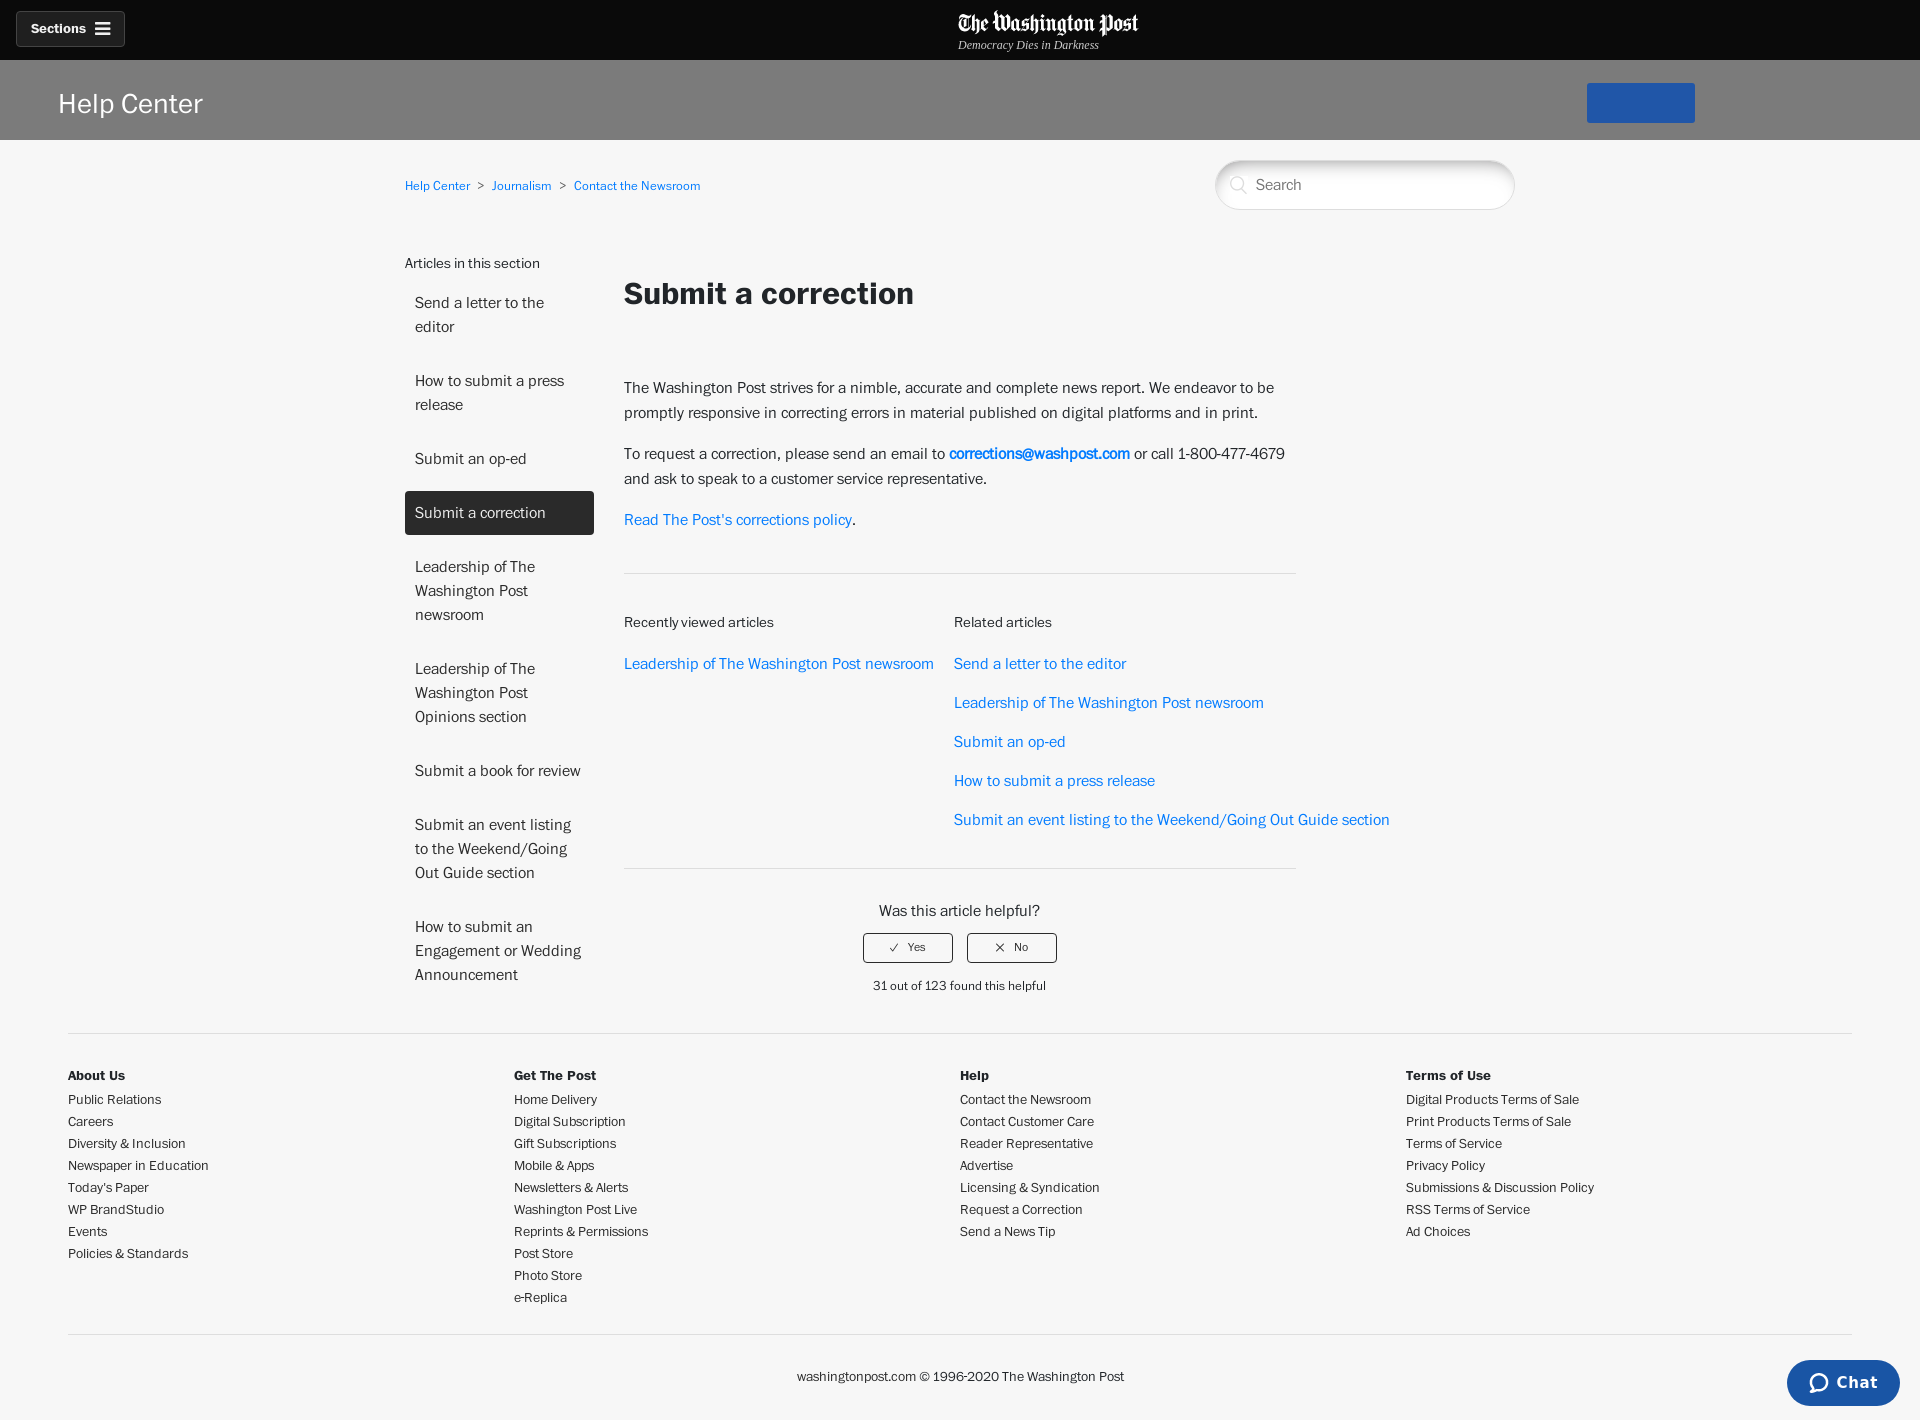 Sections
The Washington Post
Democracy Dies in Darkness
Help Center
Help Center > Journalism > Contact the Newsroom
Search
Articles in this section
Send a letter to the
editor
How to submit a press
release
Submit an op-ed
Submit a correction
Leadership of The
Washington Post
newsroom
Leadership of The
Washington Post
Opinions section
Submit a book for review
Submit an event listing
to the Weekend/Going
Out Guide section
How to submit an
Engagement or Wedding
Announcement
Submit a correction
The Washington Post strives for a nimble, accurate and complete news report. We endeavor to be
promptly responsive in correcting errors in material published on digital platforms and in print.
To request a correction, please send an email to corrections@washpost.com or call 1-800-477-4679
and ask to speak to a customer service representative.
Read The Post's corrections policy.
Recently viewed articles
Leadership of The Washington Post newsroom
Related articles
Send a letter to the editor
Leadership of The Washington Post newsroom
Submit an op-ed
How to submit a press release
Submit an event listing to the Weekend/Going Out Guide section
Was this article helpful?
Yes
No
31 out of 123 found this helpful
About Us
Public Relations
Careers
Diversity & Inclusion
Newspaper in Education
Today's Paper
WP BrandStudio
Events
Policies & Standards
Get The Post
Home Delivery
Digital Subscription
Gift Subscriptions
Mobile & Apps
Newsletters & Alerts
Washington Post Live
Reprints & Permissions
Post Store
Photo Store
e-Replica
Help
Contact the Newsroom
Contact Customer Care
Reader Representative
Advertise
Licensing & Syndication
Request a Correction
Send a News Tip
Terms of Use
Digital Products Terms of Sale
Print Products Terms of Sale
Terms of Service
Privacy Policy
Submissions & Discussion Policy
RSS Terms of Service
Ad Choices
washingtonpost.com © 1996-2020 The Washington Post
Chat